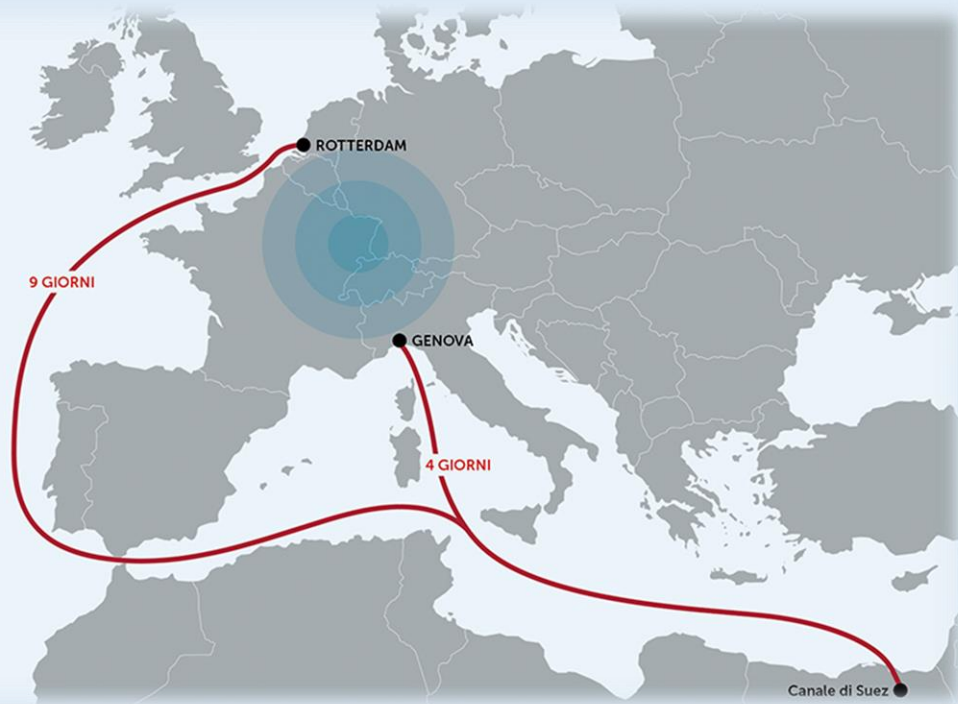 ROTTERDAM
9 GIORNI
GENOVA
4 GIORNI
Canale di Suez